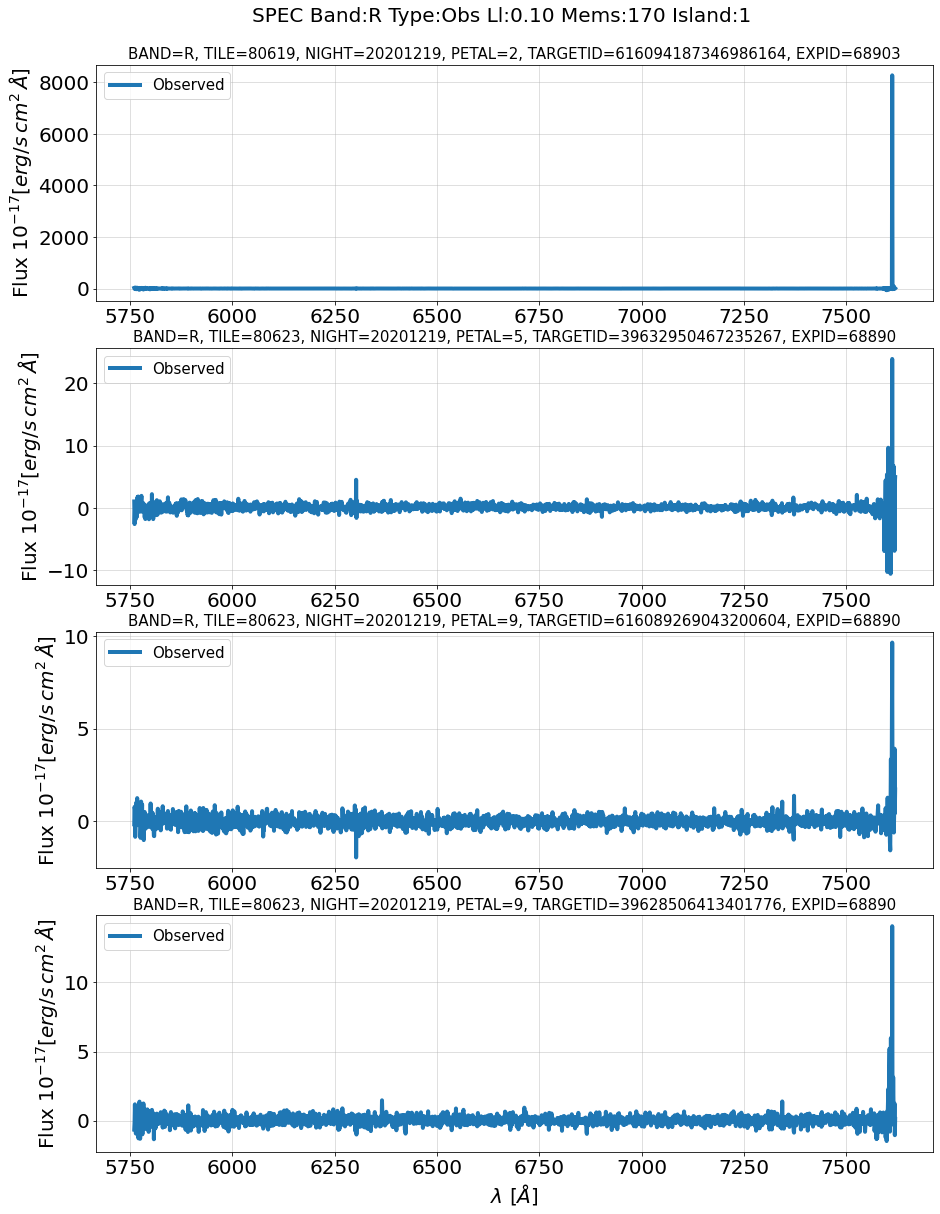 SPEC Band:R Type:Obs Ll:0.10 Mems:170 Island:1
BAND=R, TILE=80619, NIGHT=20201219, PETAL=2, TARGETID=616094187346986164, EXPID=68903
Observed
Flux 10^{-17}[erg/s cm^2 Å]
8000
6000
4000
2000
0
5750 6000 6250 6500 6750 7000 7250 7500
BAND=R, TILE=80623, NIGHT=20201219, PETAL=5, TARGETID=39632950467235267, EXPID=68890
Observed
Flux 10^{-17}[erg/s cm^2 Å]
20
10
0
−10
5750 6000 6250 6500 6750 7000 7250 7500
BAND=R, TILE=80623, NIGHT=20201219, PETAL=9, TARGETID=616089269043200604, EXPID=68890
Observed
Flux 10^{-17}[erg/s cm^2 Å]
10
5
0
5750 6000 6250 6500 6750 7000 7250 7500
BAND=R, TILE=80623, NIGHT=20201219, PETAL=9, TARGETID=39628506413401776, EXPID=68890
Observed
Flux 10^{-17}[erg/s cm^2 Å]
10
5
0
5750 6000 6250 6500 6750 7000 7250 7500
λ [Å]